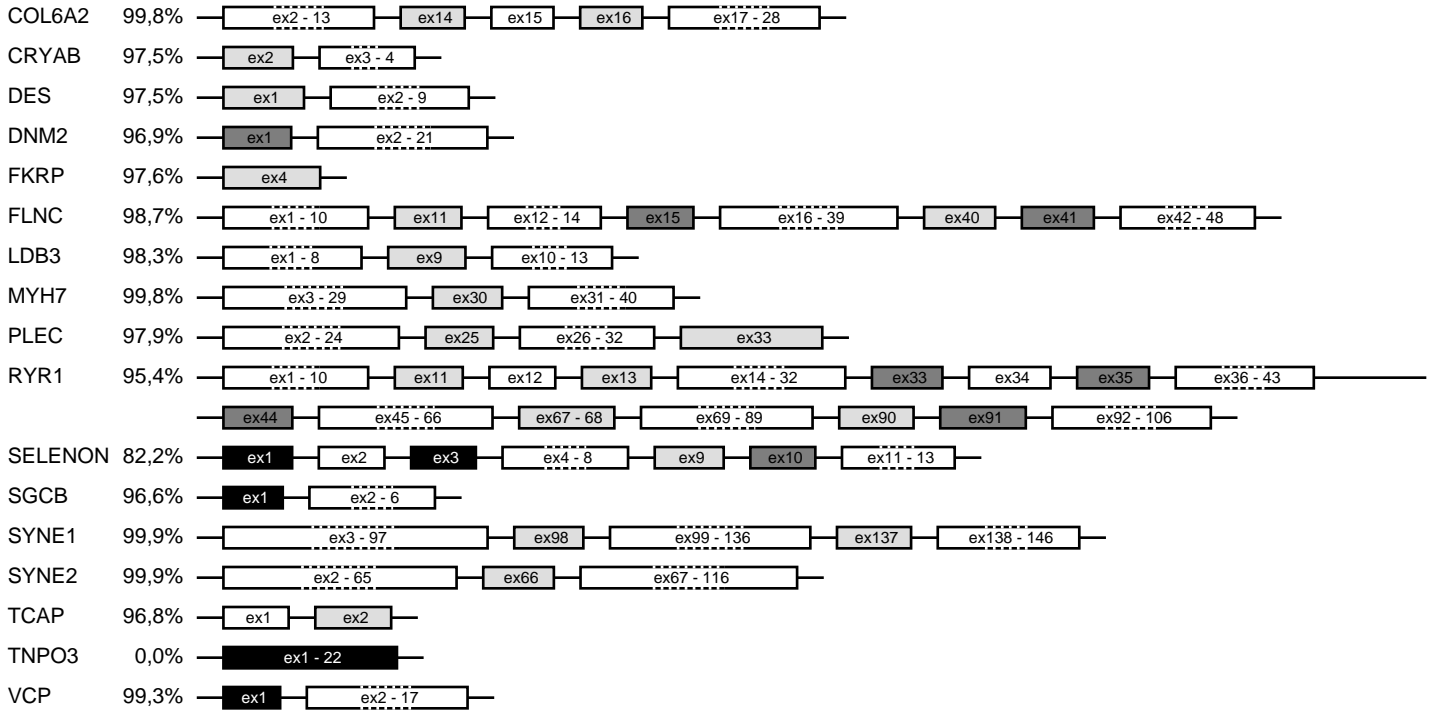 COL6A2 99,8% ex2 - 13 ex14 ex15 ex16 ex17 - 28
CRYAB 97,5% ex2 ex3 - 4
DES 97,5% ex1 ex2 - 9
DNM2 96,9% ex1 ex2 - 21
FKRP 97,6% ex4
FLNC 98,7% ex1 - 10 ex11 ex12 - 14 ex15 ex16 - 39 ex40 ex41 ex42 - 48
LDB3 98,3% ex1 - 8 ex9 ex10 - 13
MYH7 99,8% ex3 - 29 ex30 ex31 - 40
PLEC 97,9% ex2 - 24 ex25 ex26 - 32 ex33
RYR1 95,4% ex1 - 10 ex11 ex12 ex13 ex14 - 32 ex33 ex34 ex35 ex36 - 43
ex44 ex45 - 66 ex67 - 68 ex69 - 89 ex90 ex91 ex92 - 106
SELENON 82,2% ex1 ex2 ex3 ex4 - 8 ex9 ex10 ex11 - 13
SGCB 96,6% ex1 ex2 - 6
SYNE1 99,9% ex3 - 97 ex98 ex99 - 136 ex137 ex138 - 146
SYNE2 99,9% ex2 - 65 ex66 ex67 - 116
TCAP 96,8% ex1 ex2
TNPO3 0,0% ex1 - 22
VCP 99,3% ex1 ex2 - 17